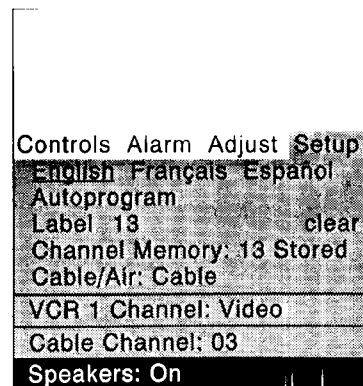 Controls Alarm Adjust Setup
English Français Español
Autoprogram
Label 13 clear
Channel Memory: 13 Stored
Cable/Air: Cable
VCR 1 Channel: Video
Cable Channel: 03
Speakers: On